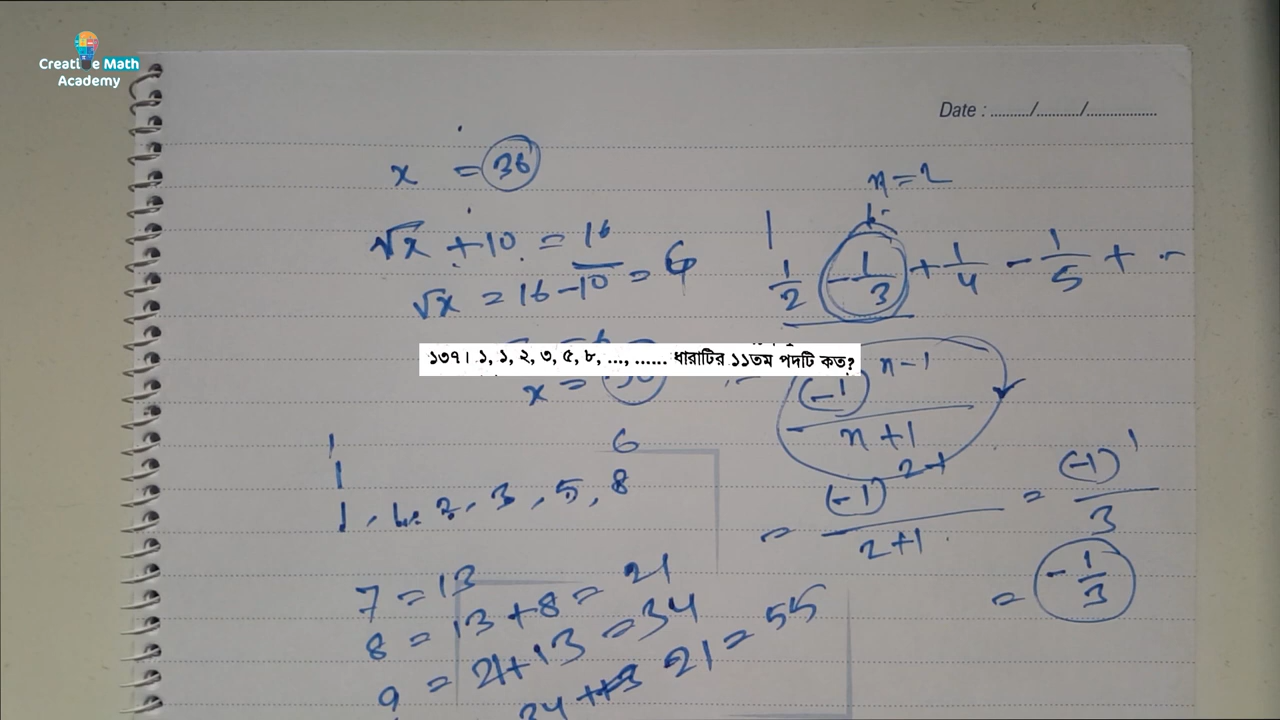 Creative Math
Academy
Date : ........./........../.................
x = 36
√x + 10 = 16
√x = 16 - 10 = 6
x =
n = 2
1/2 - 1/3 + 1/4 - 1/5 + ...
১৩৭। ১, ১, ২, ৩, ৫, ৮, ..., ...... ধারাটির ১১তম পদটি কত?
(-1)^(n-1) / (n+1)
= (-1)^(2-1) / (2+1) = (-1)^1 / 3
= -1/3
6
1, 1, 2, 3, 5, 8
7 = 13
8 = 13 + 8 = 21
9 = 21 + 13 = 34
34 + 21 = 55